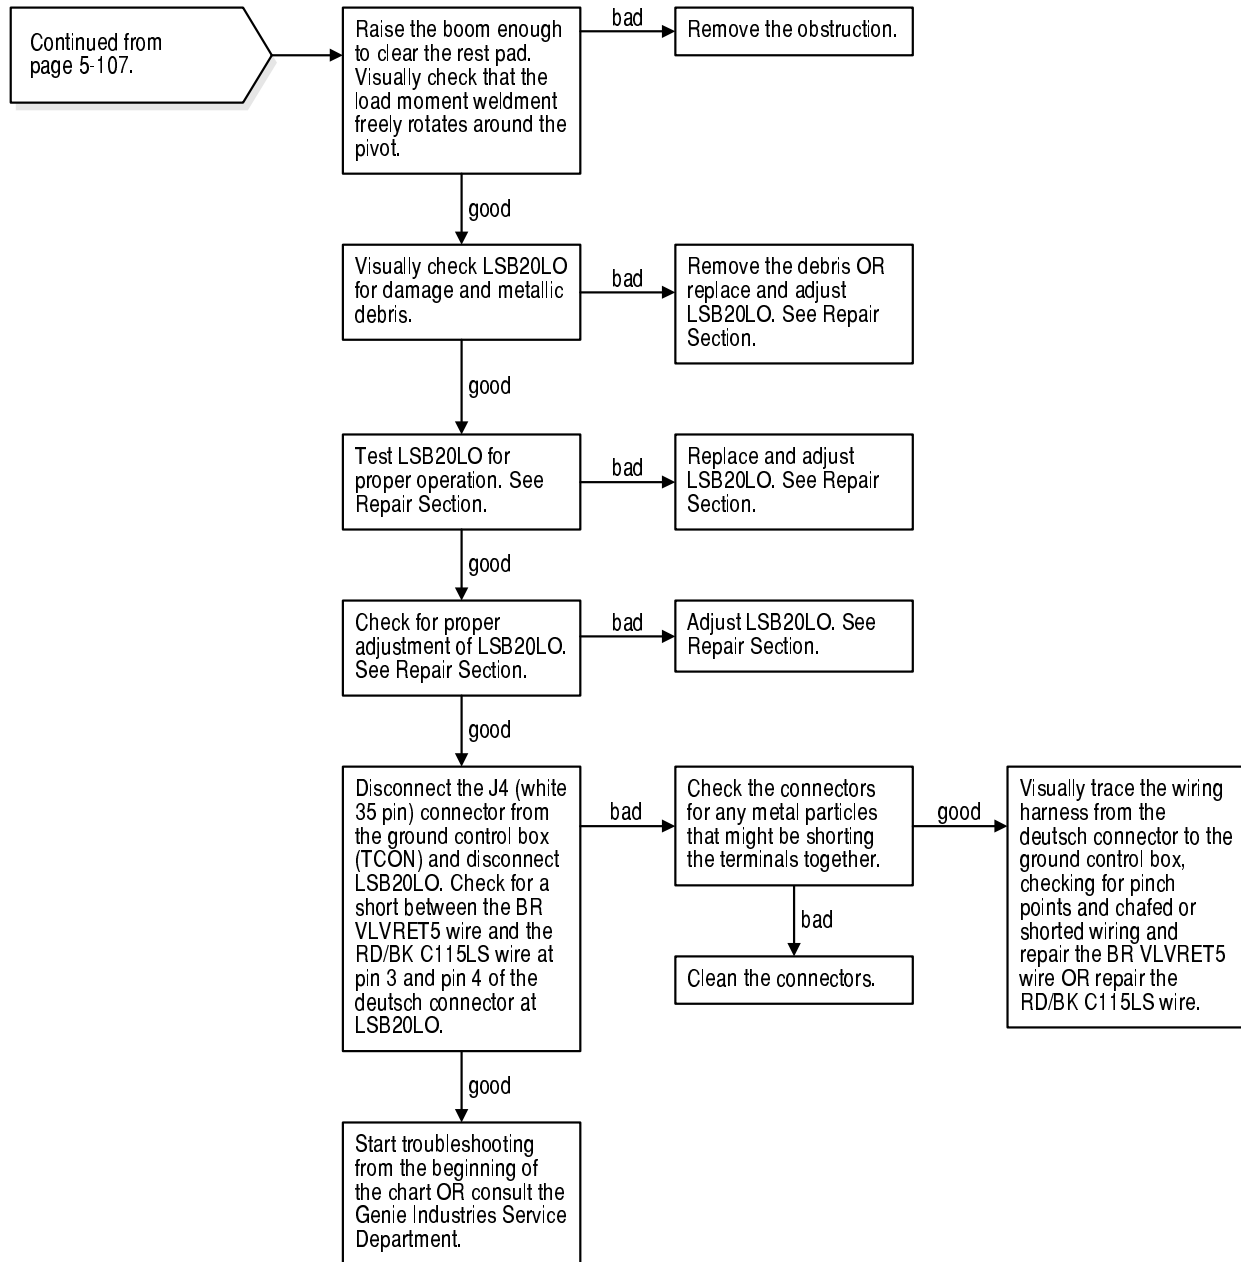 Continued from
page 5-107.
Raise the boom enough
to clear the rest pad.
Visually check that the
load moment weldment
freely rotates around the
pivot.
bad
Remove the obstruction.
good
Visually check LSB20LO
for damage and metallic
debris.
bad
Remove the debris OR
replace and adjust
LSB20LO. See Repair
Section.
good
Test LSB20LO for
proper operation. See
Repair Section.
bad
Replace and adjust
LSB20LO. See Repair
Section.
good
Check for proper
adjustment of LSB20LO.
See Repair Section.
bad
Adjust LSB20LO. See
Repair Section.
good
Disconnect the J4 (white
35 pin) connector from
the ground control box
(TCON) and disconnect
LSB20LO. Check for a
short between the BR
VLVRET5 wire and the
RD/BK C115LS wire at
pin 3 and pin 4 of the
deutsch connector at
LSB20LO.
bad
Check the connectors
for any metal particles
that might be shorting
the terminals together.
good
Visually trace the wiring
harness from the
deutsch connector to the
ground control box,
checking for pinch
points and chafed or
shorted wiring and
repair the BR VLVRET5
wire OR repair the
RD/BK C115LS wire.
bad
Clean the connectors.
good
Start troubleshooting
from the beginning of
the chart OR consult the
Genie Industries Service
Department.